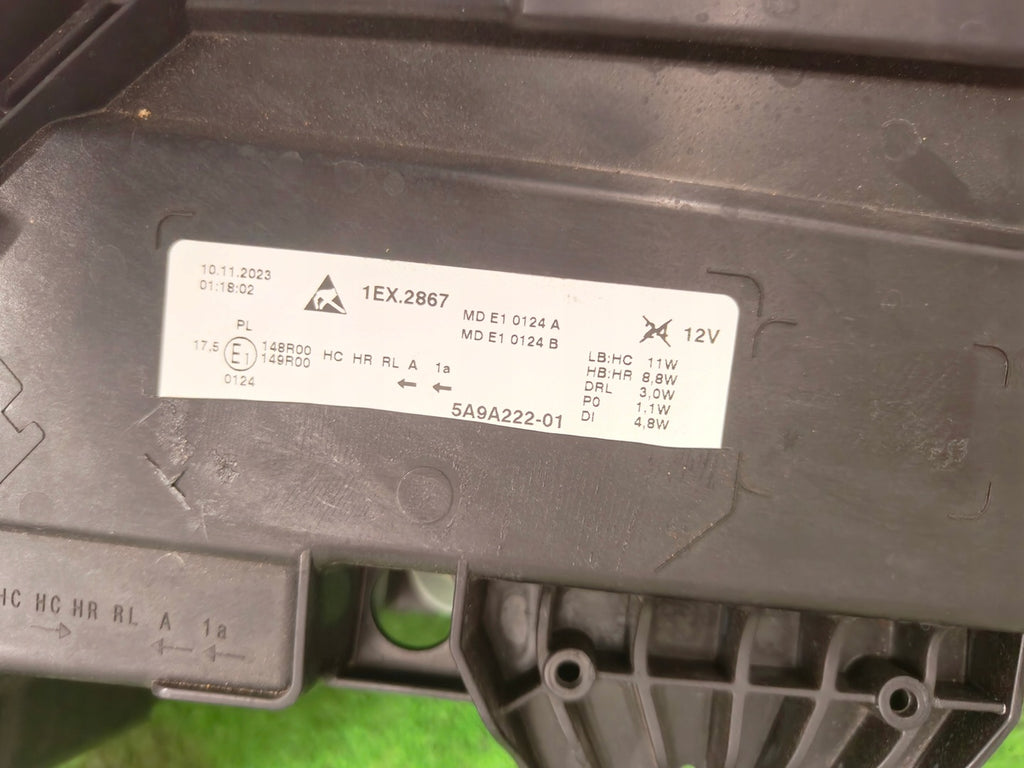 10.11.2023
01:18:02
1EX.2867
MD E1 0124 A
MD E1 0124 B
24 12V
PL
17,5 E1 148R00
149R00
0124
HC HR RL A 1a
← ←
LB:HC 11W
HB:HR 8,8W
DRL 3,0W
PO 1,1W
DI 4,8W
5A9A222-01
HC HC HR RL A 1a
→ ← ←